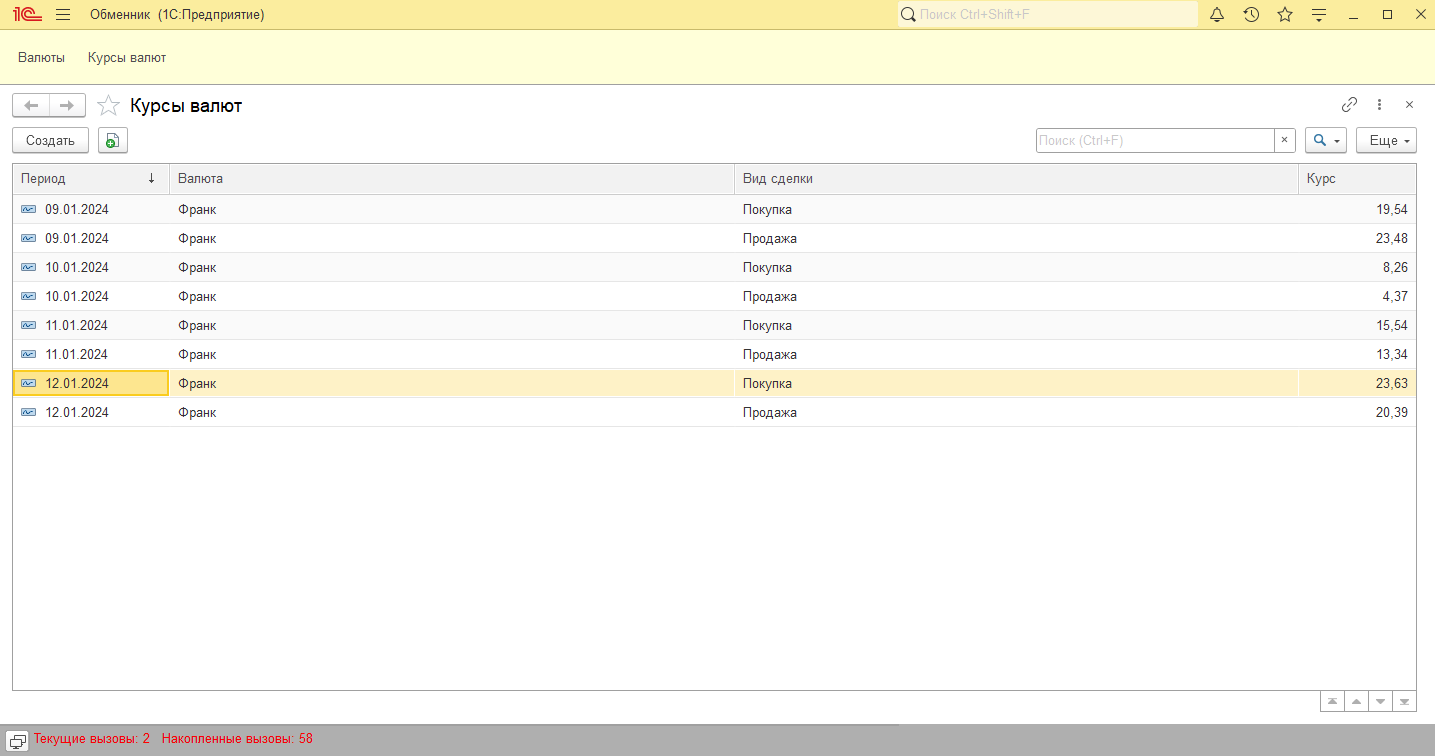 1С Обменник (1С:Предприятие) Поиск Ctrl+Shift+F
Валюты Курсы валют
Курсы валют
Создать Поиск (Ctrl+F) × Еще
Период ↓ Валюта Вид сделки Курс
09.01.2024 Франк Покупка 19,54
09.01.2024 Франк Продажа 23,48
10.01.2024 Франк Покупка 8,26
10.01.2024 Франк Продажа 4,37
11.01.2024 Франк Покупка 15,54
11.01.2024 Франк Продажа 13,34
12.01.2024 Франк Покупка 23,63
12.01.2024 Франк Продажа 20,39
Текущие вызовы: 2 Накопленные вызовы: 58